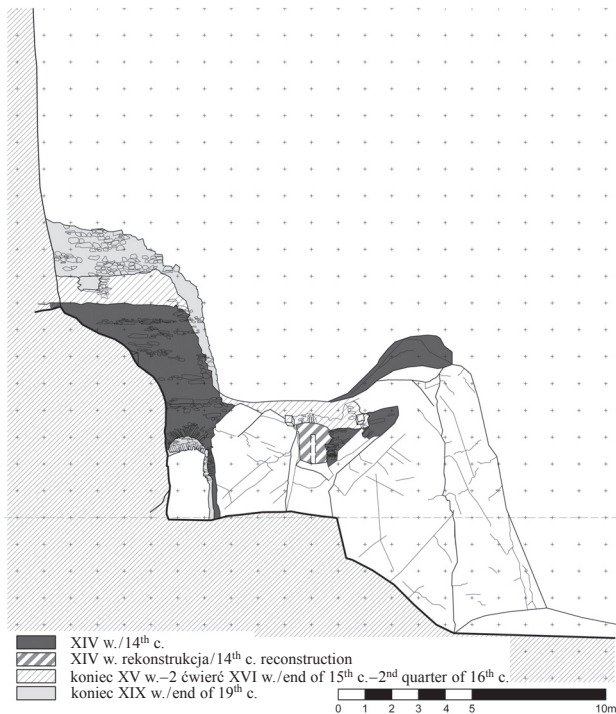 XIV w./14th c.
XIV w. rekonstrukcja/14th c. reconstruction
koniec XV w.–2 ćwierć XVI w./end of 15th c.–2nd quarter of 16th c.
koniec XIX w./end of 19th c.
0 1 2 3 4 5 10m